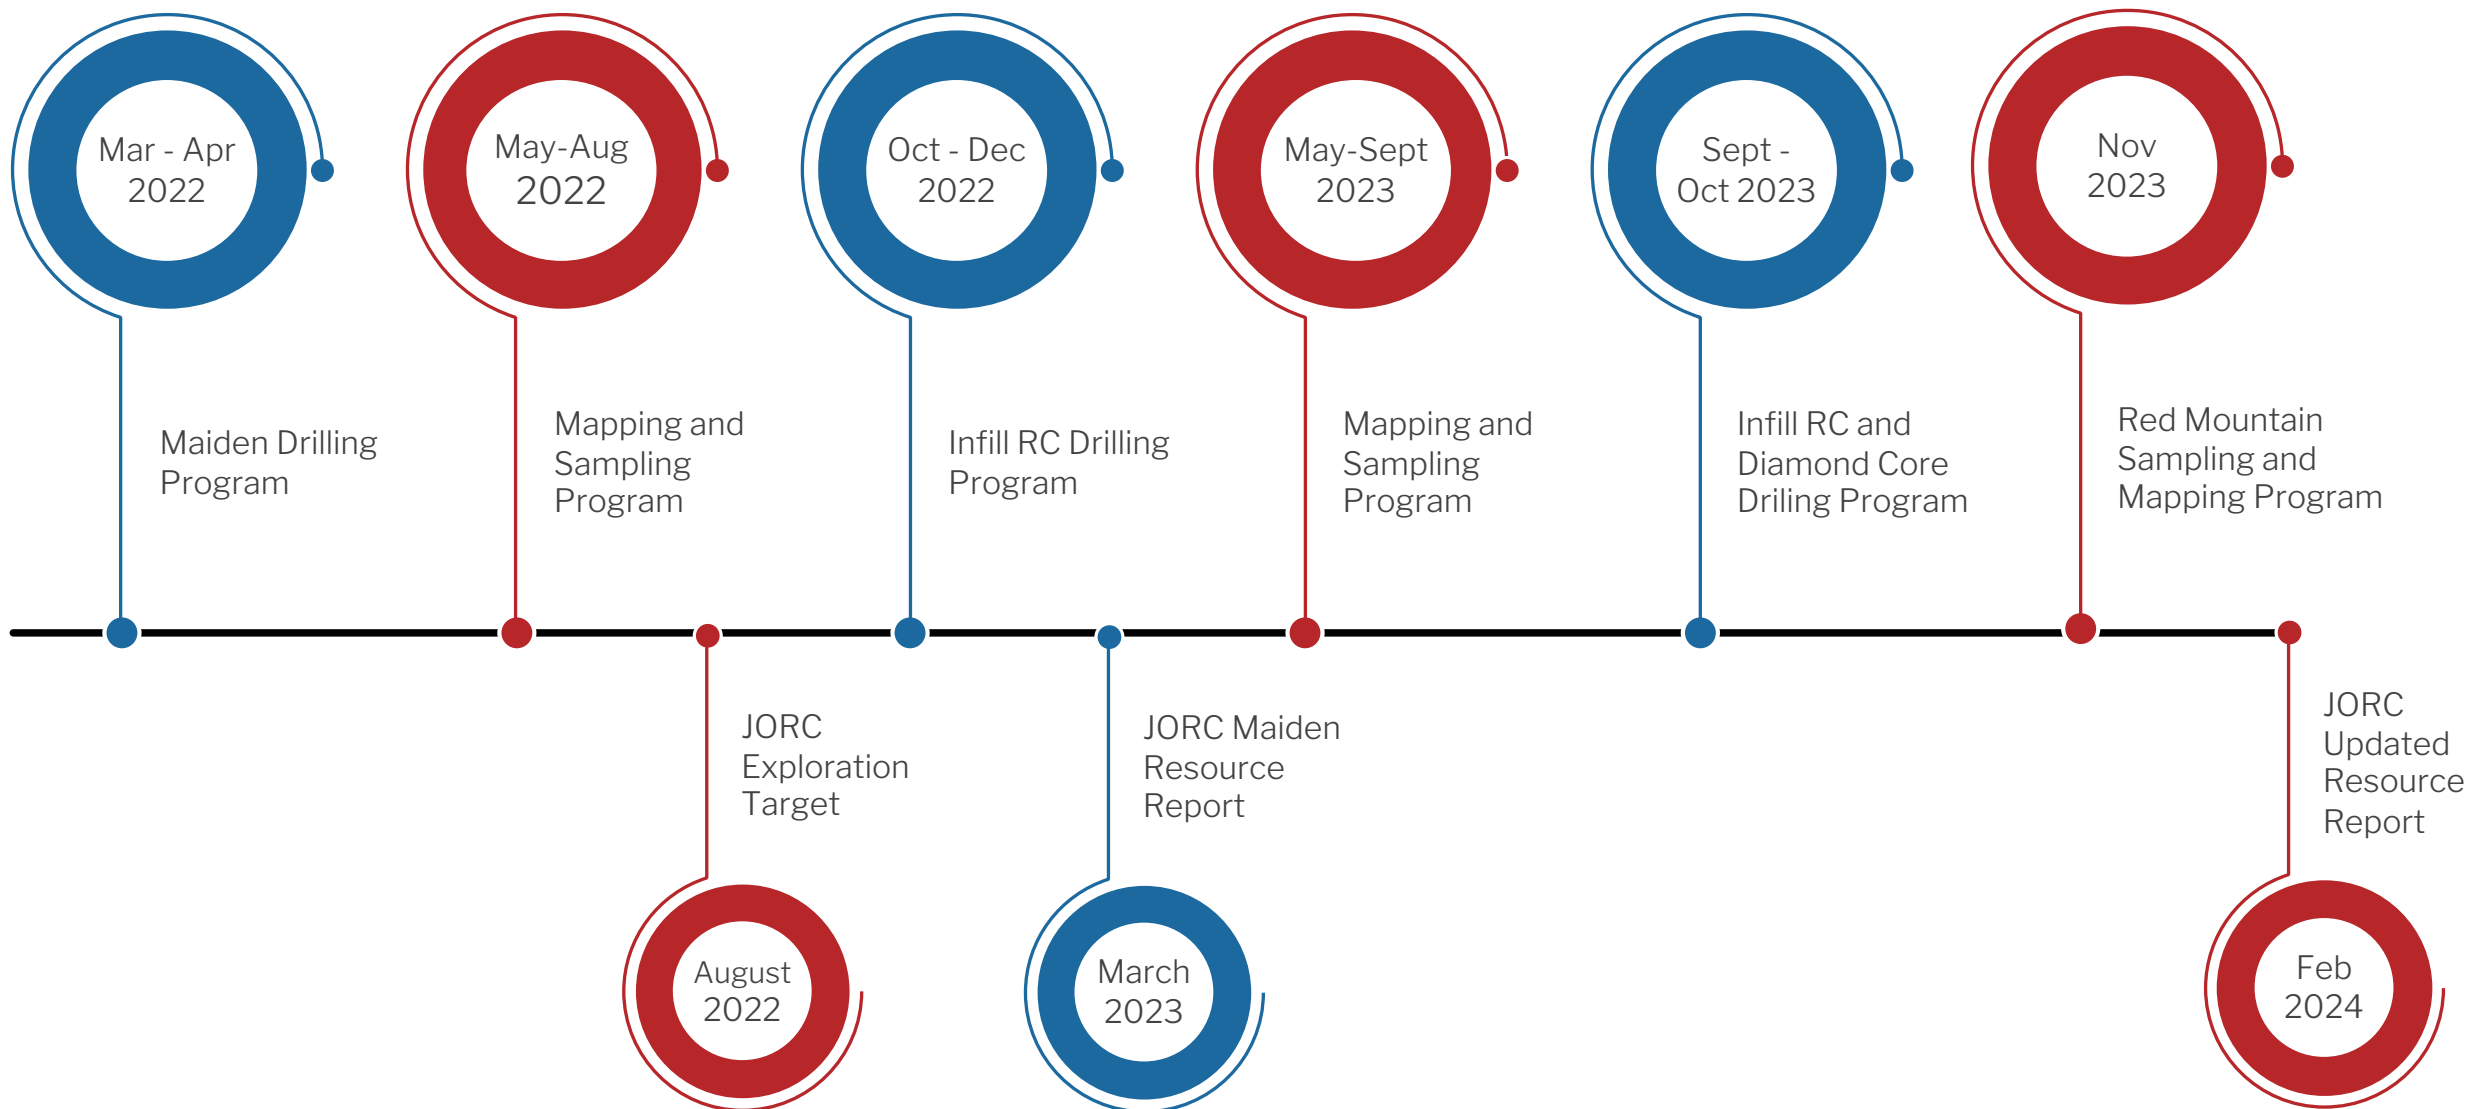 Mar - Apr
2022
May-Aug
2022
Oct - Dec
2022
May-Sept
2023
Sept -
Oct 2023
Nov
2023
Maiden Drilling
Program
Mapping and
Sampling
Program
Infill RC Drilling
Program
Mapping and
Sampling
Program
Infill RC and
Diamond Core
Driling Program
Red Mountain
Sampling and
Mapping Program
JORC
Exploration
Target
JORC Maiden
Resource
Report
JORC
Updated
Resource
Report
August
2022
March
2023
Feb
2024